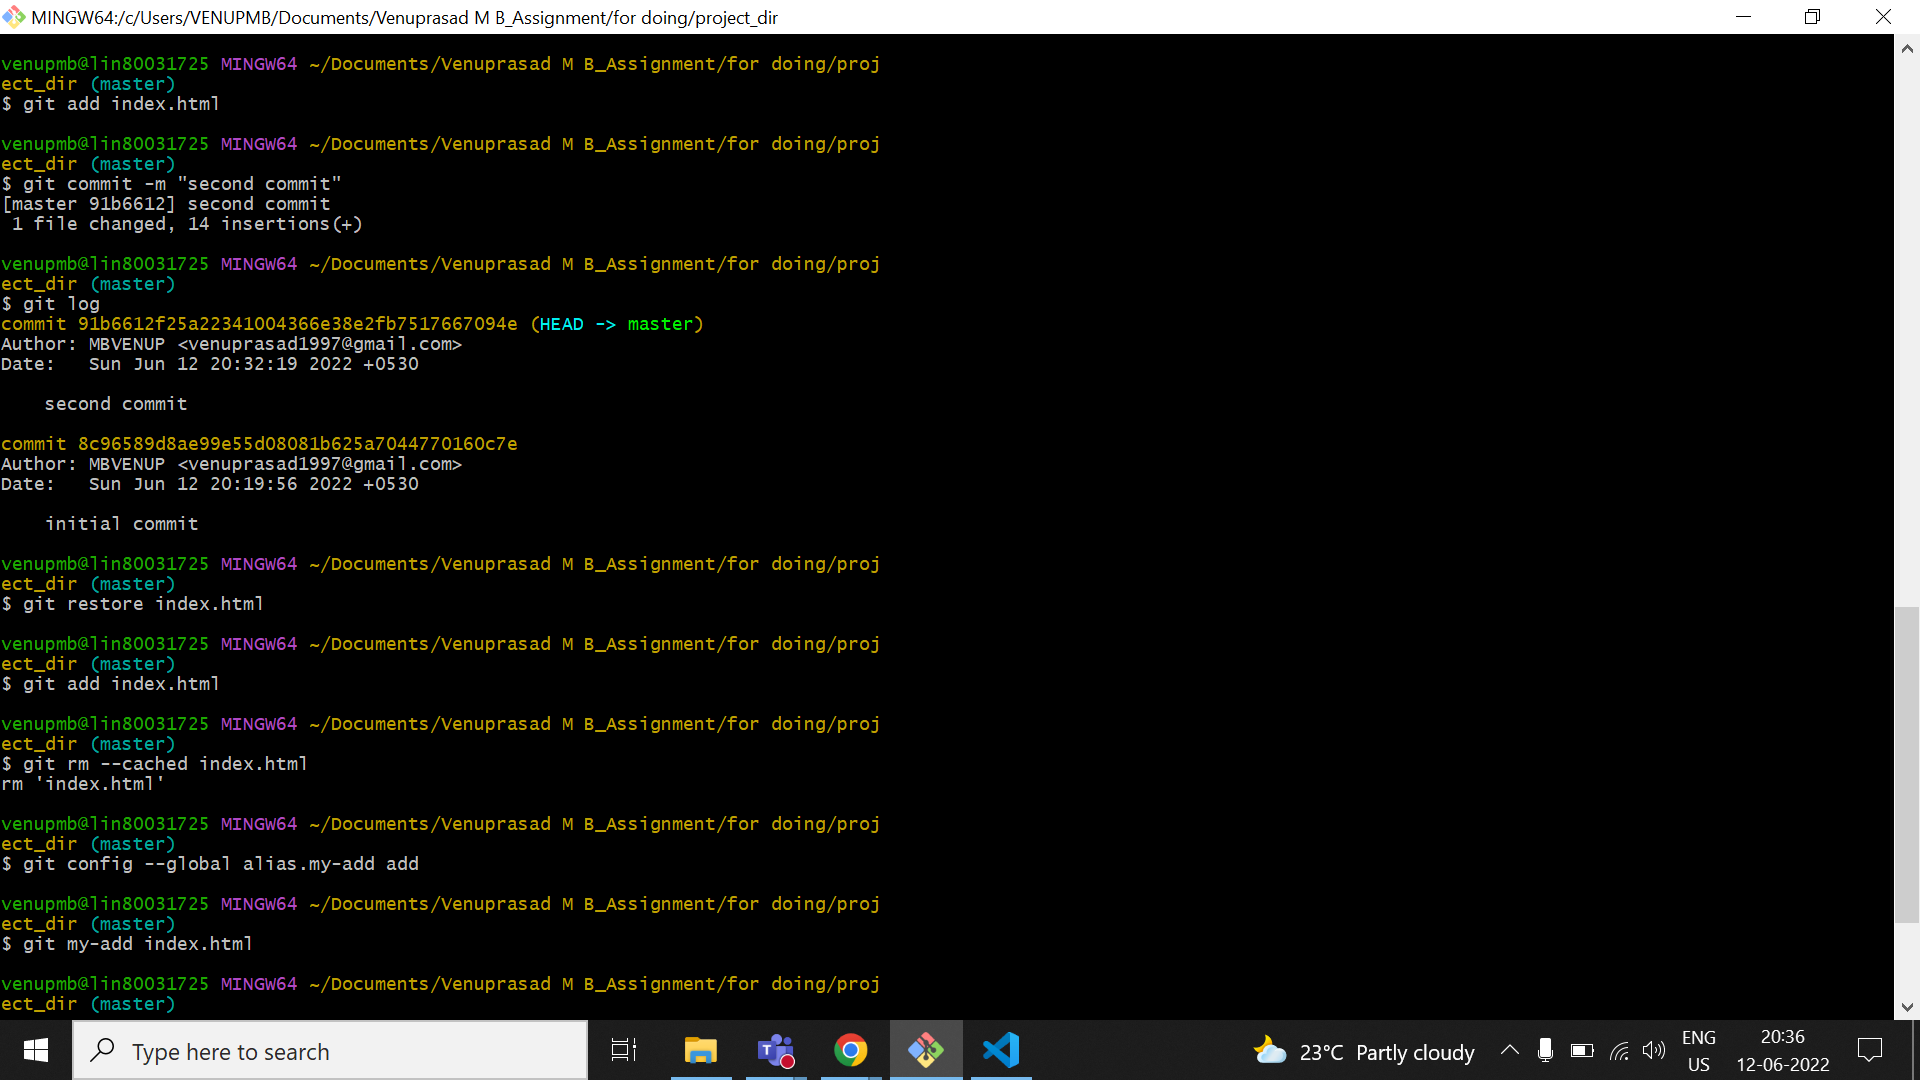 MINGW64:/c/Users/VENUPMB/Documents/Venuprasad M B_Assignment/for doing/project_dir
venupmb@lin80031725 MINGW64 ~/Documents/Venuprasad M B_Assignment/for doing/proj
ect_dir (master)
$ git add index.html
venupmb@lin80031725 MINGW64 ~/Documents/Venuprasad M B_Assignment/for doing/proj
ect_dir (master)
$ git commit -m "second commit"
[master 91b6612] second commit
1 file changed, 14 insertions(+)
venupmb@lin80031725 MINGW64 ~/Documents/Venuprasad M B_Assignment/for doing/proj
ect_dir (master)
$ git log
commit 91b6612f25a22341004366e38e2fb7517667094e (HEAD -> master)
Author: MBVENUP <venuprasad1997@gmail.com>
Date:   Sun Jun 12 20:32:19 2022 +0530
second commit
commit 8c96589d8ae99e55d08081b625a7044770160c7e
Author: MBVENUP <venuprasad1997@gmail.com>
Date:   Sun Jun 12 20:19:56 2022 +0530
initial commit
venupmb@lin80031725 MINGW64 ~/Documents/Venuprasad M B_Assignment/for doing/proj
ect_dir (master)
$ git restore index.html
venupmb@lin80031725 MINGW64 ~/Documents/Venuprasad M B_Assignment/for doing/proj
ect_dir (master)
$ git add index.html
venupmb@lin80031725 MINGW64 ~/Documents/Venuprasad M B_Assignment/for doing/proj
ect_dir (master)
$ git rm --cached index.html
rm 'index.html'
venupmb@lin80031725 MINGW64 ~/Documents/Venuprasad M B_Assignment/for doing/proj
ect_dir (master)
$ git config --global alias.my-add add
venupmb@lin80031725 MINGW64 ~/Documents/Venuprasad M B_Assignment/for doing/proj
ect_dir (master)
$ git my-add index.html
venupmb@lin80031725 MINGW64 ~/Documents/Venuprasad M B_Assignment/for doing/proj
ect_dir (master)
Type here to search
23°C Partly cloudy
ENG
US
20:36
12-06-2022